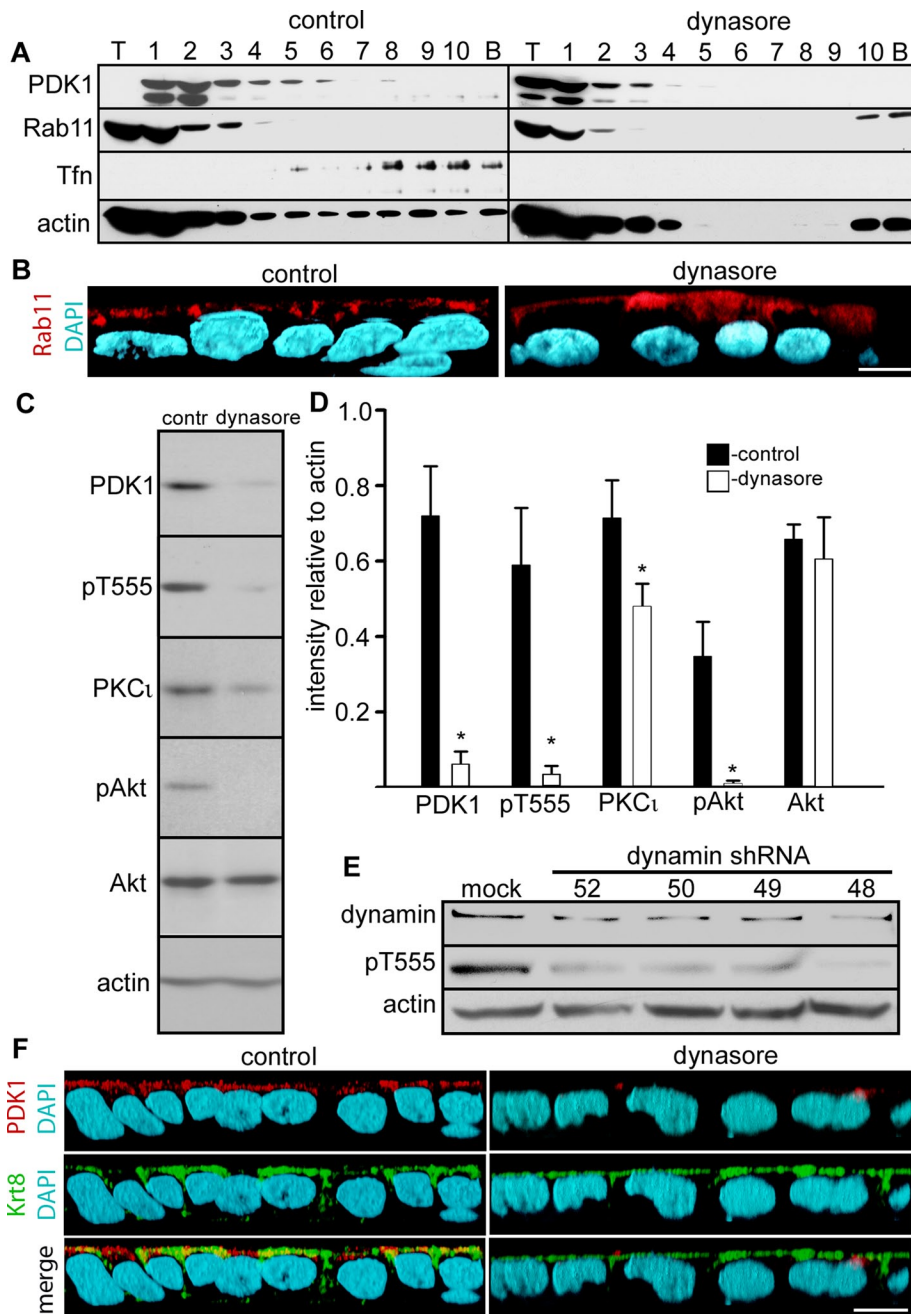 control dynasore
A T 1 2 3 4 5 6 7 8 9 10 B T 1 2 3 4 5 6 7 8 9 10 B
PDK1
Rab11
Tfn
actin
B control dynasore
Rab11
DAPI
C contr dynasore
PDK1
pT555
PKCι
pAkt
Akt
actin
D
1.0
0.8
0.6
0.4
0.2
intensity relative to actin
-control
-dynasore
* * * *
PDK1 pT555 PKCι pAkt Akt
E dynamin shRNA
mock 52 50 49 48
dynamin
pT555
actin
F control dynasore
PDK1
DAPI
Krt8
DAPI
merge